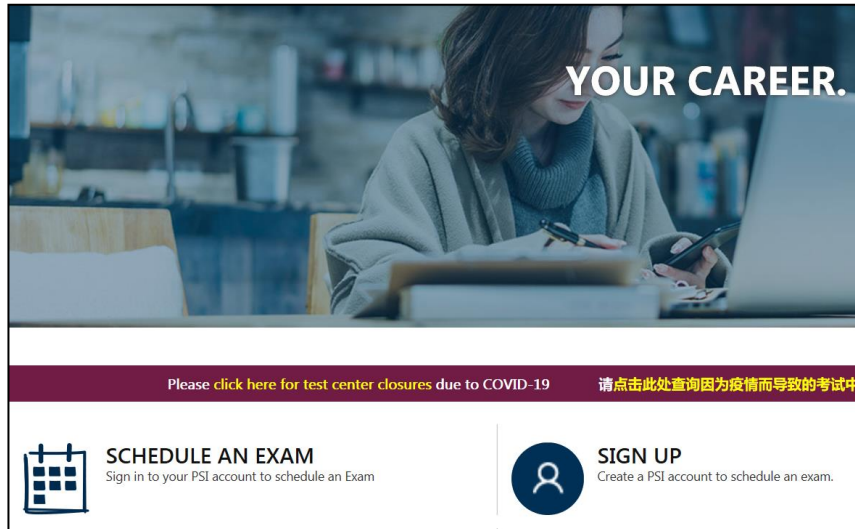 YOUR CAREER.
Please click here for test center closures due to COVID-19 请点击此处查询因为疫情而导致的考试中
SCHEDULE AN EXAM
Sign in to your PSI account to schedule an Exam
SIGN UP
Create a PSI account to schedule an exam.